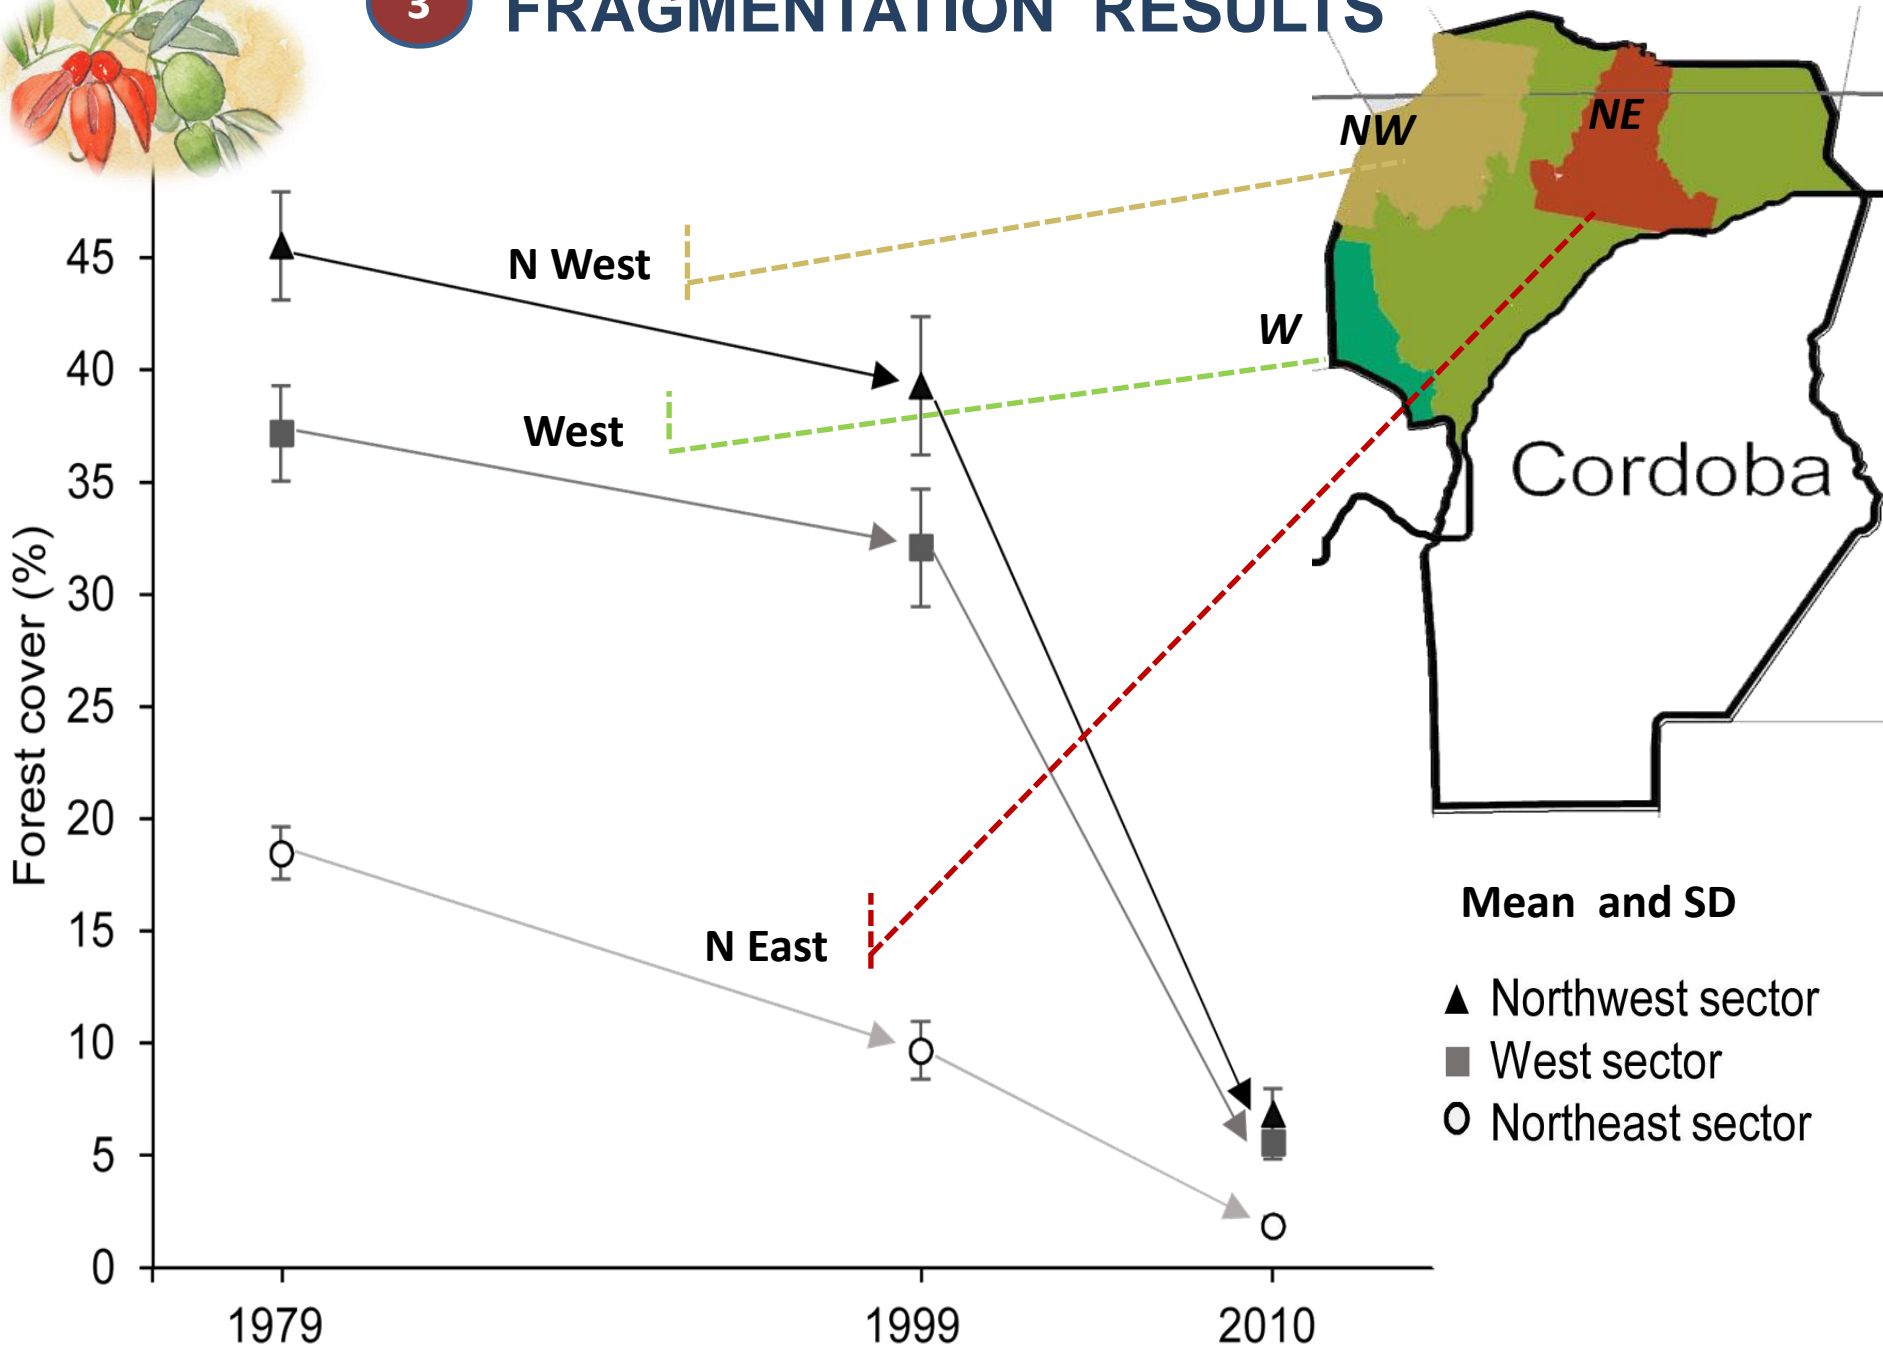 3 FRAGMENTATION RESULTS
NW
NE
W
Cordoba
N West
West
N East
Forest cover (%)
45
40
35
30
25
20
15
10
5
0
1979 1999 2010
Mean and SD
Northwest sector
West sector
Northeast sector